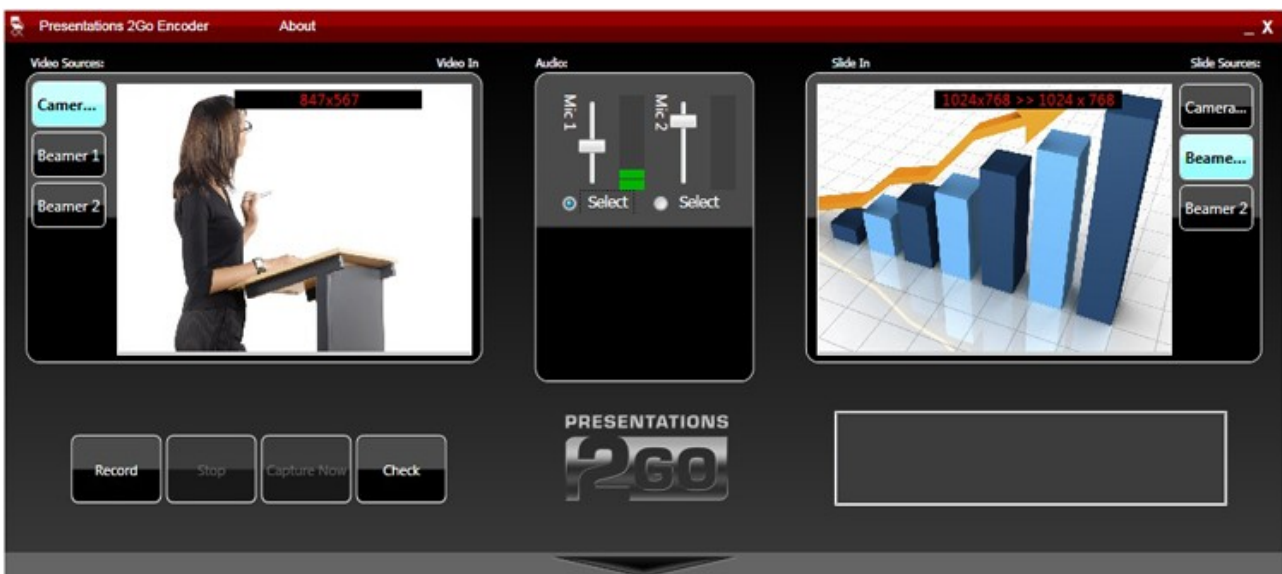 Presentations 2Go Encoder About _ X
Video Sources: Video In Audio: Slide In Slide Sources:
Camer...
Beamer 1
Beamer 2
847x567
Mic 1
Mic 2
Select Select
1024x768 >> 1024 x 768
Camera...
Beame...
Beamer 2
Record Stop Capture Now Check
PRESENTATIONS
2GO